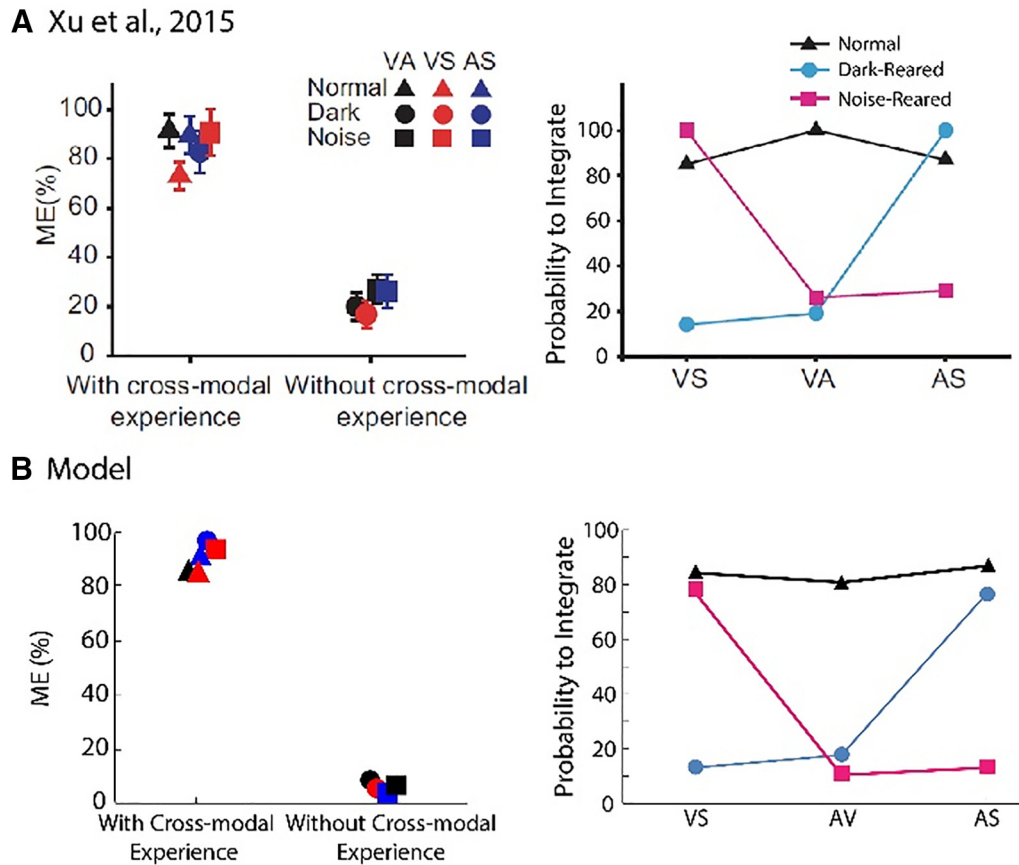 A Xu et al., 2015
VA VS AS
Normal
Dark
Noise
ME(%)
100
80
60
40
20
0
With cross-modal experience
Without cross-modal experience
Normal
Dark-Reared
Noise-Reared
Probability to Integrate
100
80
60
40
20
0
VS VA AS
B Model
ME (%)
100
80
60
40
20
0
With Cross-modal Experience
Without Cross-modal Experience
Probability to Integrate
100
80
60
40
20
0
VS AV AS